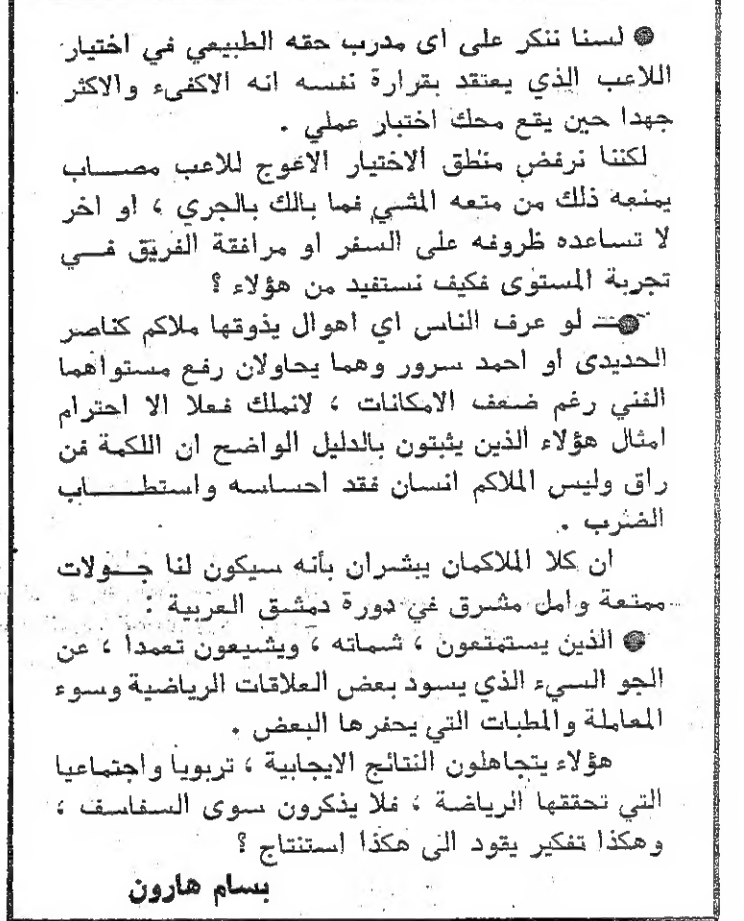 ● لسنا ننكر على اى مدرب حقه الطبيعي في اختيار
اللاعب الذي يعتقد بقرارة نفسه انه الاكفىء والاكثر
جهدا حين يقع محك اختبار عملي .
لكننا نرفض منطق الاختيار الاعوج للاعب مصاب
يمنعه ذلك من متعه المشي فما بالك بالجري ، او اخر
لا تساعده ظروفه على السفر او مرافقة الفريق في
تجربة المستوى فكيف نستفيد من هؤلاء ؟
● لو عرف الناس اي اهوال يذوقها ملاكم كناصر
الحديدى او احمد سرور وهما يحاولان رفع مستواهما
الفني رغم ضعف الامكانات ، لانملك فعلا الا احترام
امثال هؤلاء الذين يثبتون بالدليل الواضح ان اللكمة فن
راق وليس الملاكم انسان فقد احساسه واستطاب
الضرب .
ان كلا الملاكمان يبشران بأنه سيكون لنا جولات
ممتعة وامل مشرق في دورة دمشق العربية :
● الذين يستمتعون ، شماته ، ويشيعون تعمدا ، عن
الجو السيء الذي يسود بعض العلاقات الرياضية وسوء
المعاملة والمطبات التي يحفرها البعض .
هؤلاء يتجاهلون النتائج الايجابية ، تربويا واجتماعيا
التي تحققها الرياضة ، فلا يذكرون سوى السفاسف ،
وهكذا تفكير يقود الى هكذا استنتاج ؟
بسام هارون